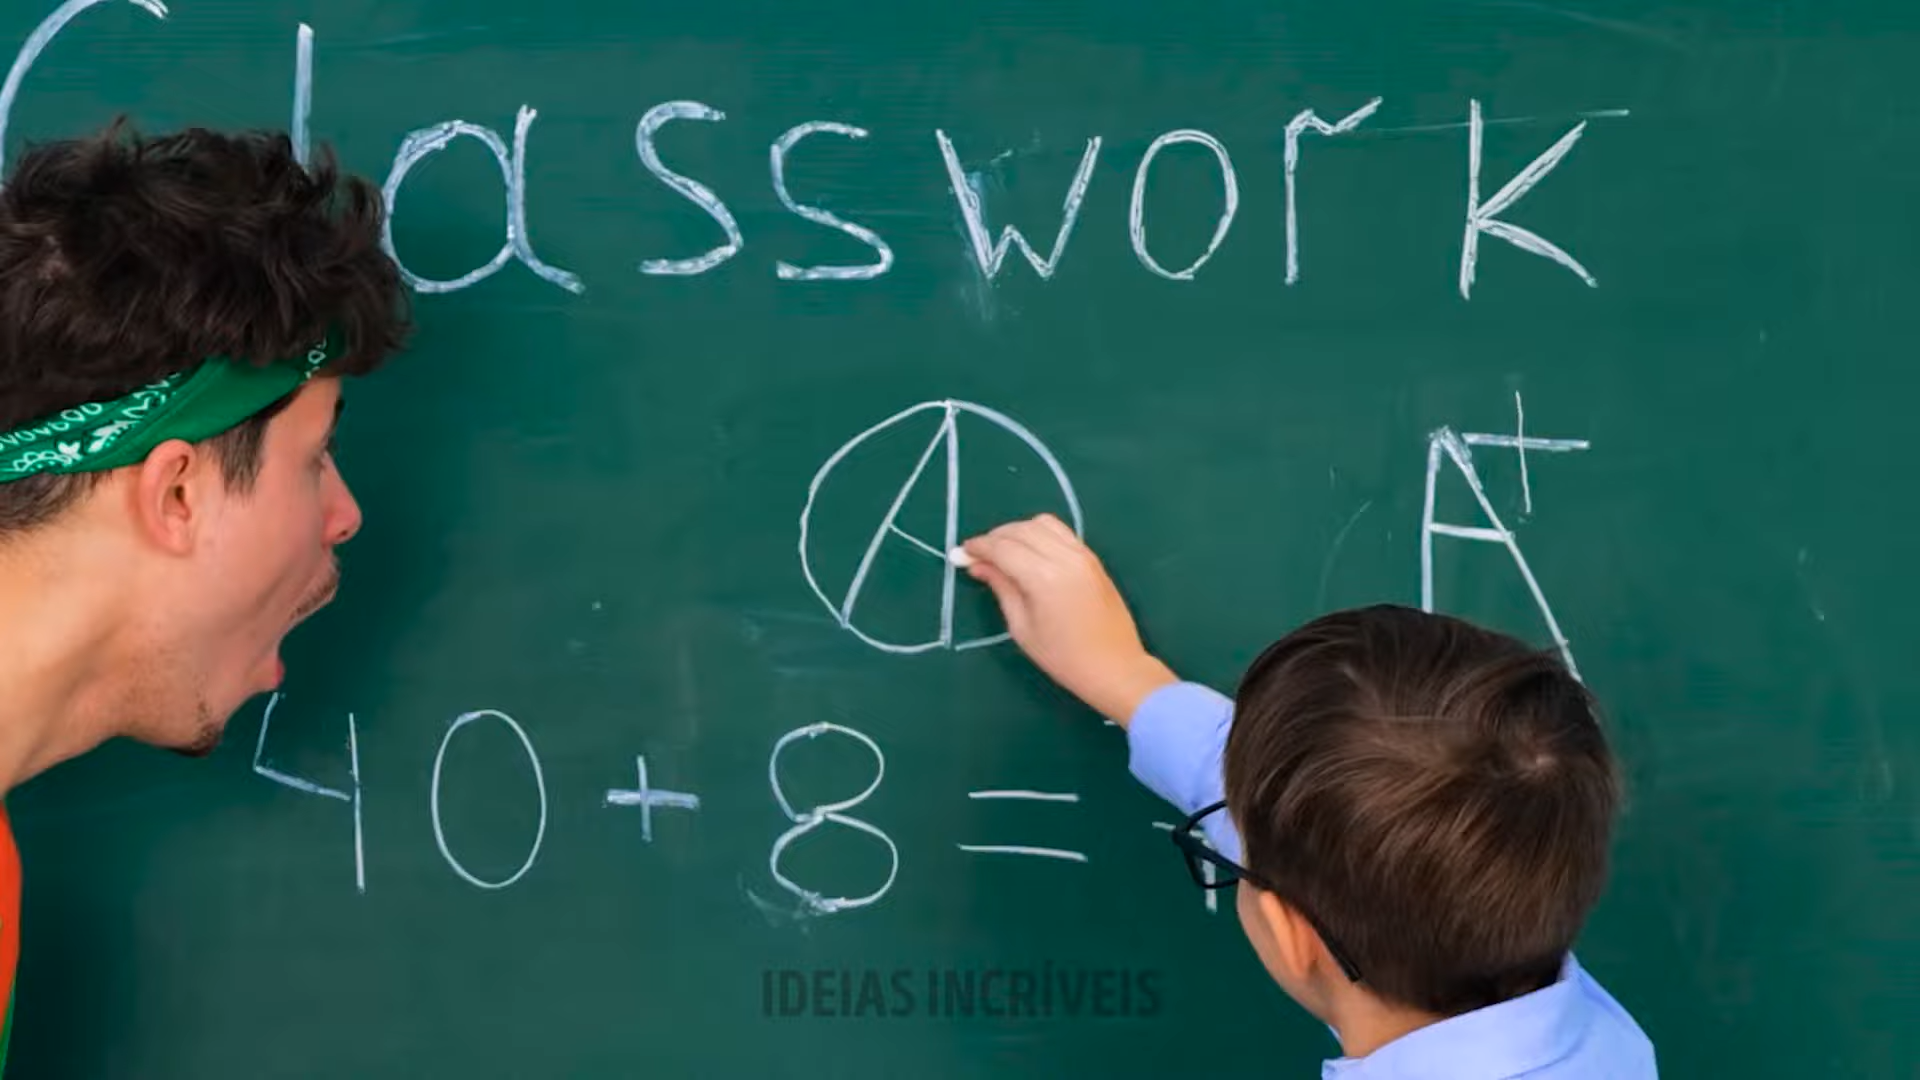 Classwork
A A+
40 + 8 =
IDEIAS INCRÍVEIS